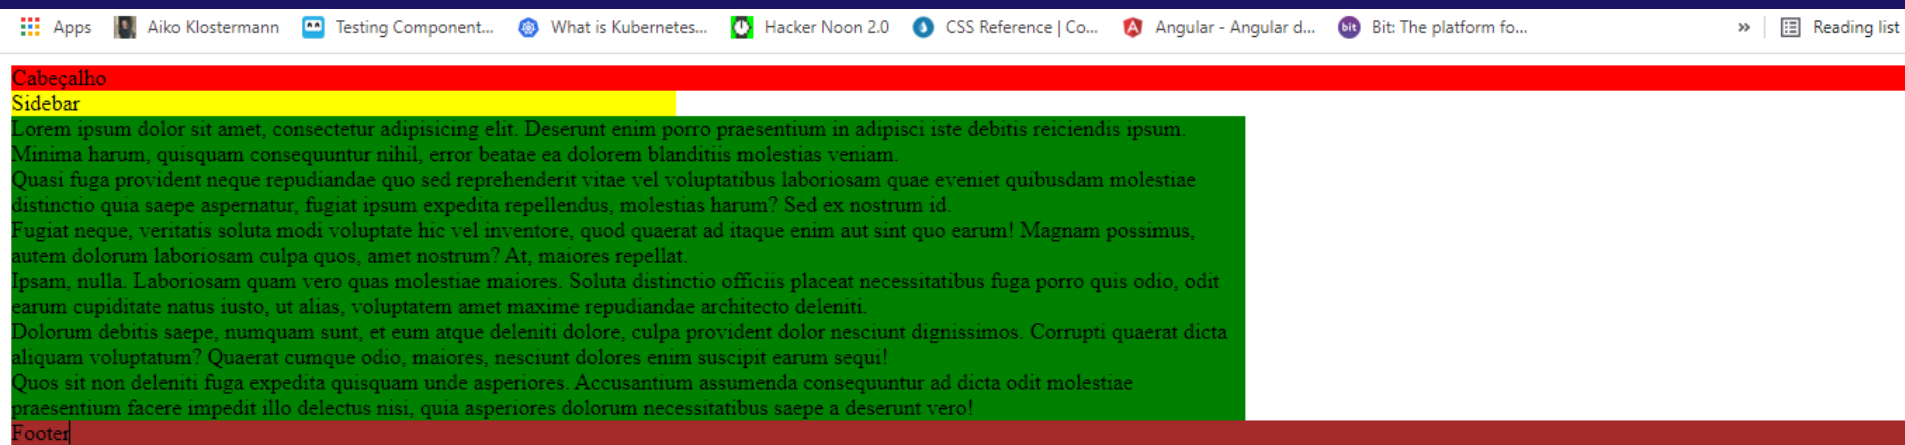 Apps Aiko Klostermann Testing Component... What is Kubernetes... Hacker Noon 2.0 CSS Reference | Co... Angular - Angular d... bit Bit: The platform fo... » Reading list
Cabeçalho
Sidebar
Lorem ipsum dolor sit amet, consectetur adipisicing elit. Deserunt enim porro praesentium in adipisci iste debitis reiciendis ipsum.
Minima harum, quisquam consequuntur nihil, error beatae ea dolorem blanditiis molestias veniam.
Quasi fuga provident neque repudiandae quo sed reprehenderit vitae vel voluptatibus laboriosam quae eveniet quibusdam molestiae
distinctio quia saepe aspernatur, fugiat ipsum expedita repellendus, molestias harum? Sed ex nostrum id.
Fugiat neque, veritatis soluta modi voluptate hic vel inventore, quod quaerat ad itaque enim aut sint quo earum! Magnam possimus,
autem dolorum laboriosam culpa quos, amet nostrum? At, maiores repellat.
Ipsam, nulla. Laboriosam quam vero quas molestiae maiores. Soluta distinctio officiis placeat necessitatibus fuga porro quis odio, odit
earum cupiditate natus iusto, ut alias, voluptatem amet maxime repudiandae architecto deleniti.
Dolorum debitis saepe, numquam sunt, et eum atque deleniti dolore, culpa provident dolor nesciunt dignissimos. Corrupti quaerat dicta
aliquam voluptatum? Quaerat cumque odio, maiores, nesciunt dolores enim suscipit earum sequi!
Quos sit non deleniti fuga expedita quisquam unde asperiores. Accusantium assumenda consequuntur ad dicta odit molestiae
praesentium facere impedit illo delectus nisi, quia asperiores dolorum necessitatibus saepe a deserunt vero!
Footer